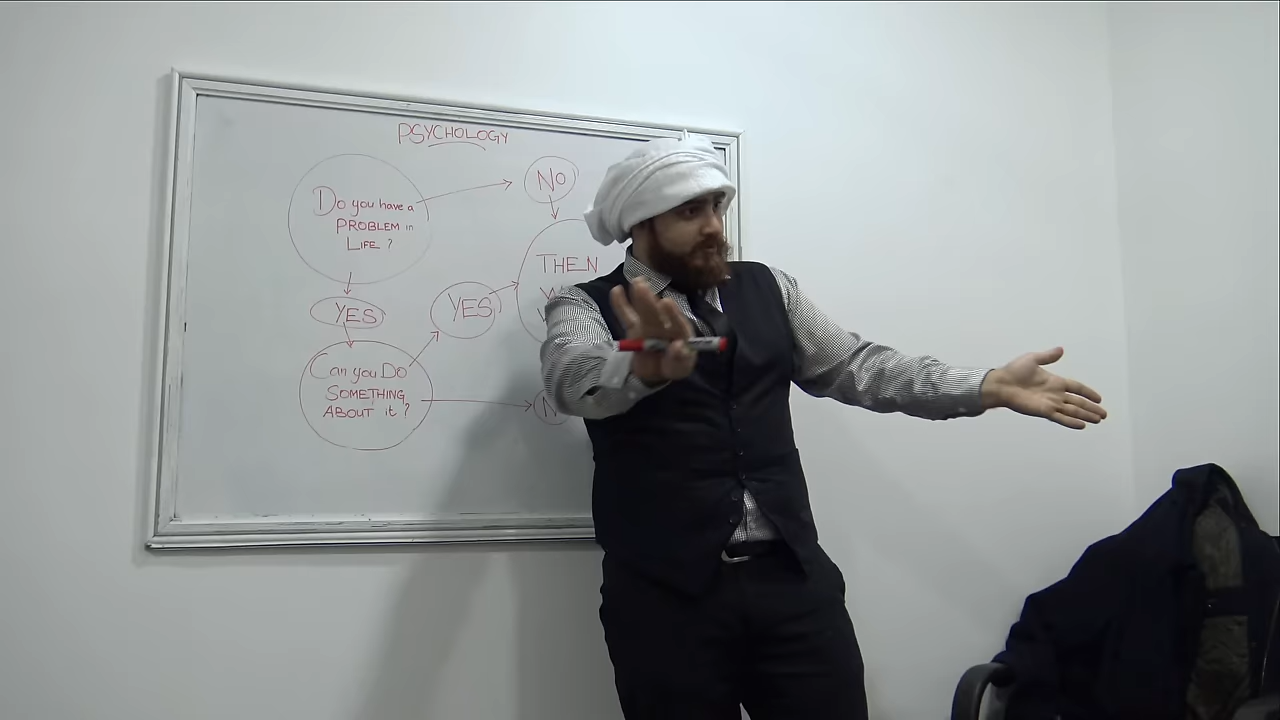 PSYCHOLOGY
Do you have a
PROBLEM in
LIFE ?
NO
THEN
YES
YES
Can you Do
SOMETHING
ABOUT it ?